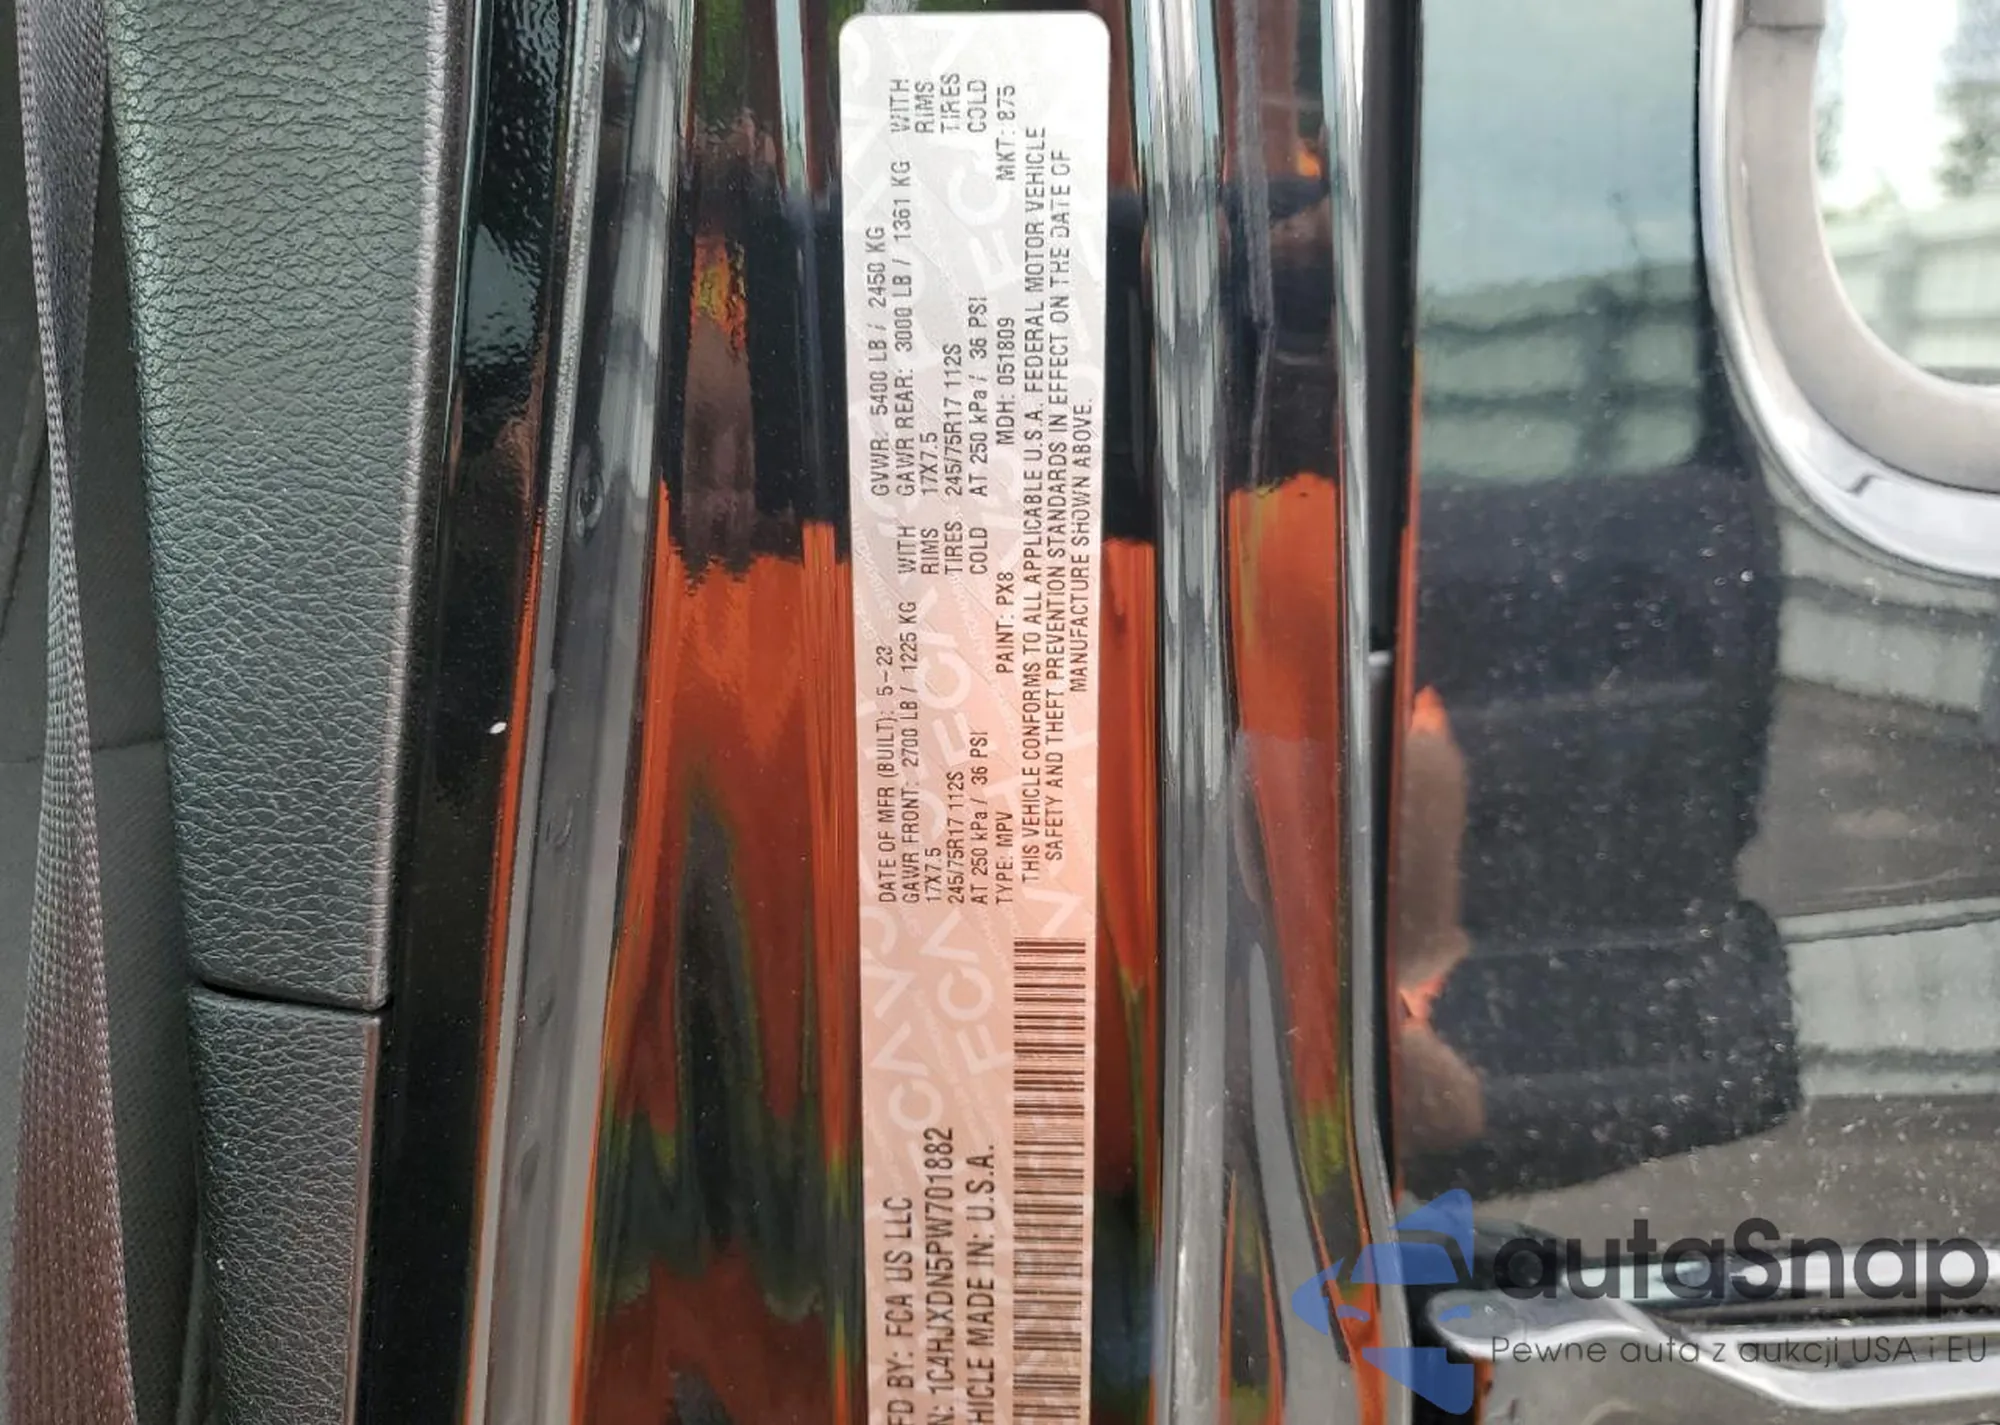 FD BY: FCA US LLC
N: 1C4HJXDN5PW701882
HICLE MADE IN: U.S.A.
DATE OF MFR (BUILT): 5-23 GVWR: 5400 LB / 2450 KG
GAWR FRONT: 2700 LB / 1225 KG WITH GAWR REAR: 3000 LB / 1361 KG WITH
17X7.5 RIMS 17X7.5 RIMS
245/75R17 112S TIRES 245/75R17 112S TIRES
AT 250 kPa / 36 PSI COLD AT 250 kPa / 36 PSI COLD
TYPE: MPV PAINT: PX8 MDH: 051809 MKT: 875
THIS VEHICLE CONFORMS TO ALL APPLICABLE U.S.A. FEDERAL MOTOR VEHICLE
SAFETY AND THEFT PREVENTION STANDARDS IN EFFECT ON THE DATE OF
MANUFACTURE SHOWN ABOVE.
autaSnap
Pewne auta z aukcji USA i EU